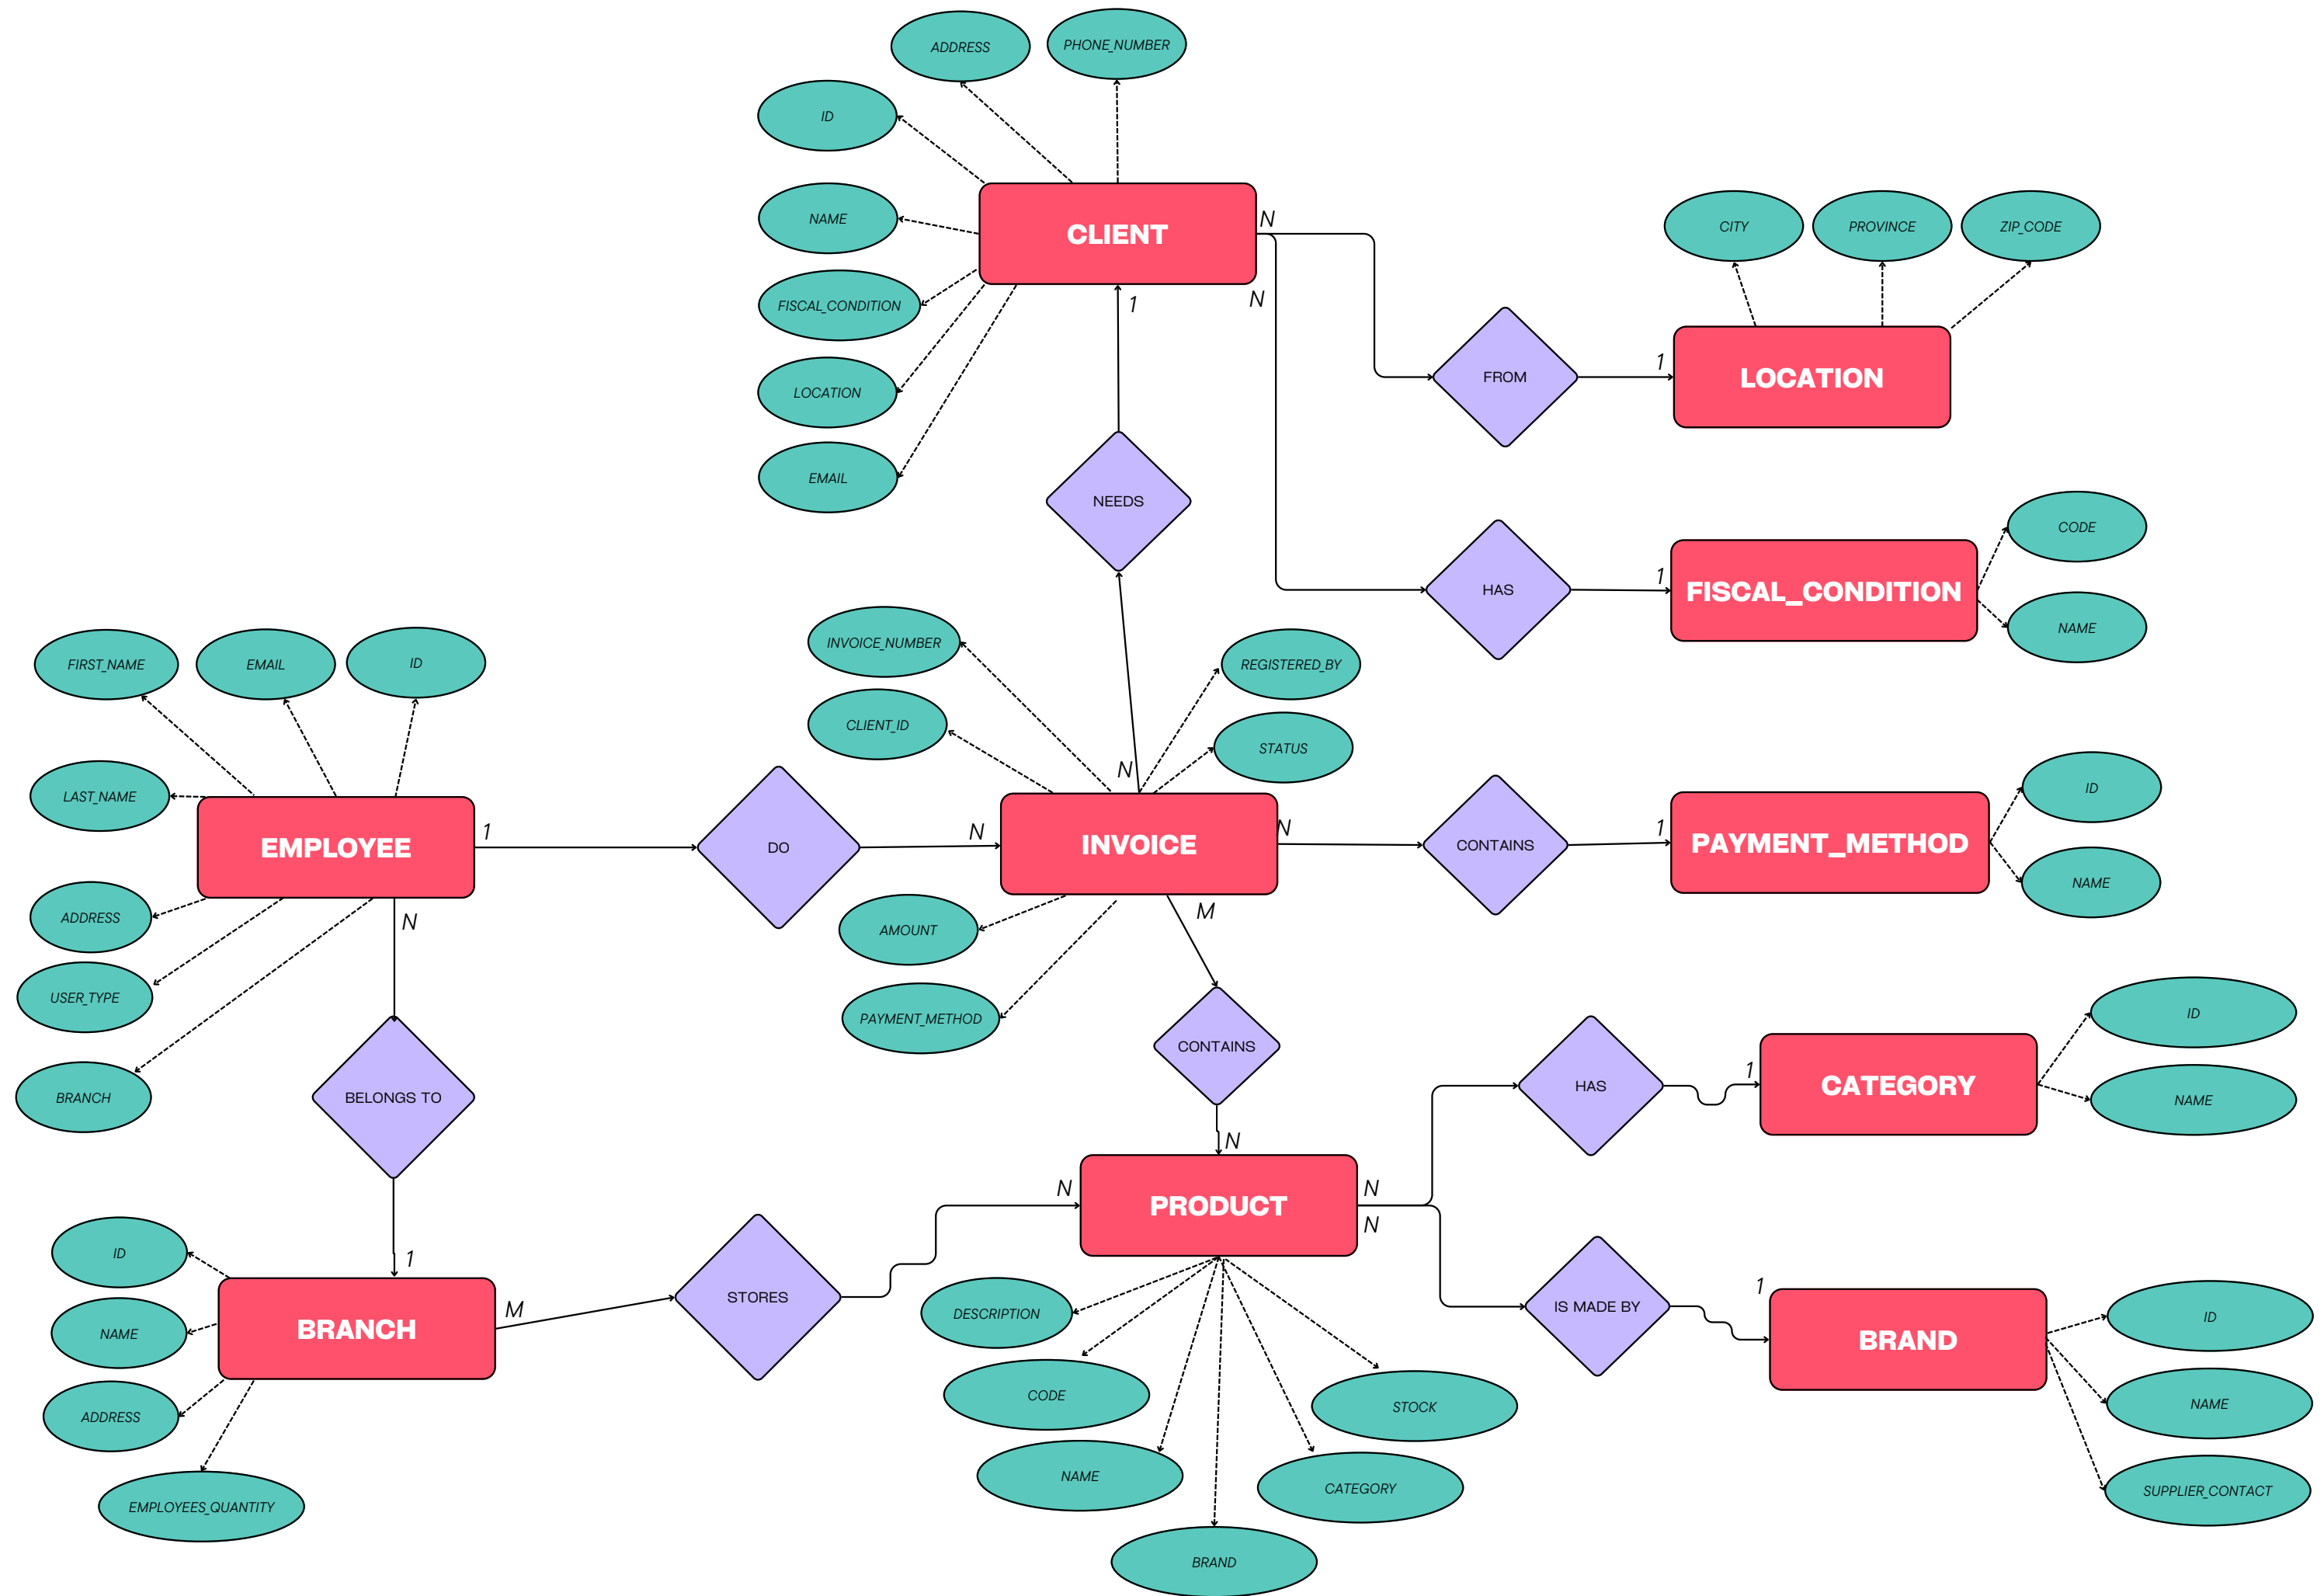 ADDRESS
PHONE_NUMBER
ID
NAME
CLIENT
N
N
1
FISCAL_CONDITION
LOCATION
EMAIL
CITY
PROVINCE
ZIP_CODE
FROM
1
LOCATION
NEEDS
HAS
1
FISCAL_CONDITION
CODE
NAME
FIRST_NAME
EMAIL
ID
LAST_NAME
EMPLOYEE
1
DO
N
INVOICE_NUMBER
CLIENT_ID
REGISTERED_BY
STATUS
N
INVOICE
N
CONTAINS
1
PAYMENT_METHOD
ID
NAME
ADDRESS
USER_TYPE
BRANCH
N
BELONGS TO
1
AMOUNT
PAYMENT_METHOD
M
CONTAINS
N
HAS
1
CATEGORY
ID
NAME
ID
NAME
ADDRESS
EMPLOYEES_QUANTITY
BRANCH
M
STORES
N
PRODUCT
N
N
IS MADE BY
1
BRAND
ID
NAME
SUPPLIER_CONTACT
DESCRIPTION
CODE
NAME
BRAND
CATEGORY
STOCK